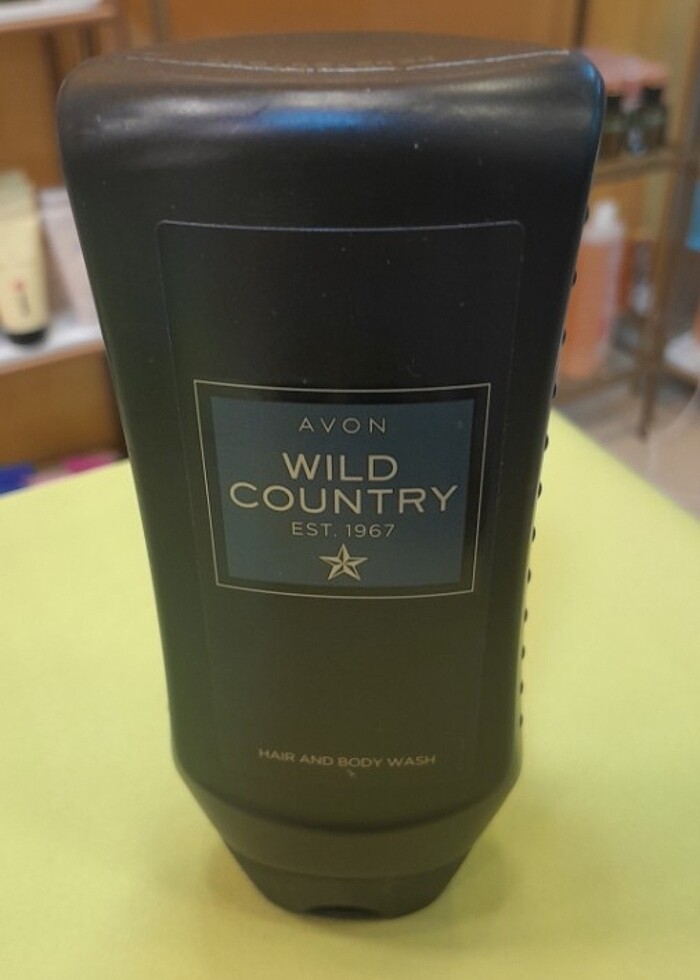 AVON
WILD
COUNTRY
EST. 1967
HAIR AND BODY WASH